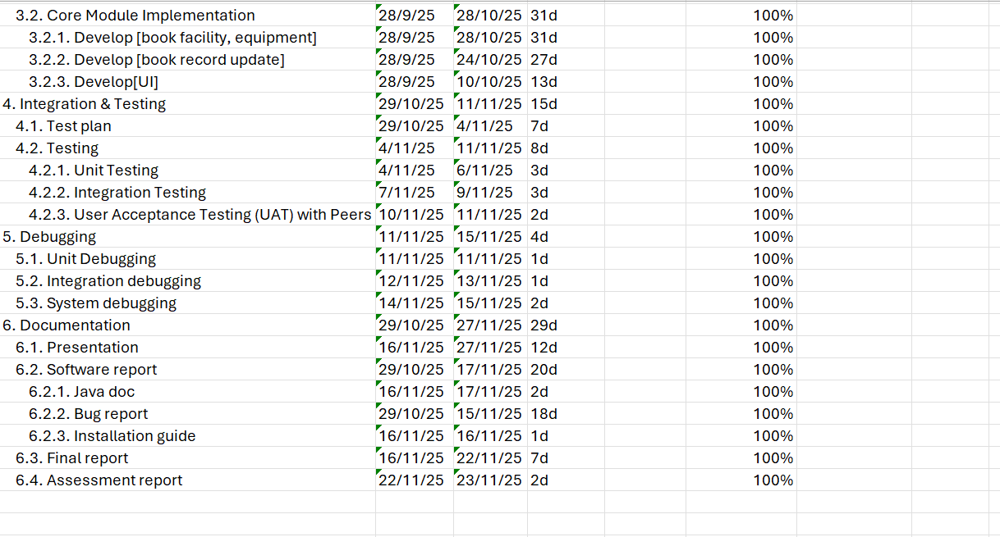 3.2. Core Module Implementation 28/9/25 28/10/25 31d 100%
3.2.1. Develop [book facility, equipment] 28/9/25 28/10/25 31d 100%
3.2.2. Develop [book record update] 28/9/25 24/10/25 27d 100%
3.2.3. Develop[UI] 28/9/25 10/10/25 13d 100%
4. Integration & Testing 29/10/25 11/11/25 15d 100%
4.1. Test plan 29/10/25 4/11/25 7d 100%
4.2. Testing 4/11/25 11/11/25 8d 100%
4.2.1. Unit Testing 4/11/25 6/11/25 3d 100%
4.2.2. Integration Testing 7/11/25 9/11/25 3d 100%
4.2.3. User Acceptance Testing (UAT) with Peers 10/11/25 11/11/25 2d 100%
5. Debugging 11/11/25 15/11/25 4d 100%
5.1. Unit Debugging 11/11/25 11/11/25 1d 100%
5.2. Integration debugging 12/11/25 13/11/25 1d 100%
5.3. System debugging 14/11/25 15/11/25 2d 100%
6. Documentation 29/10/25 27/11/25 29d 100%
6.1. Presentation 16/11/25 27/11/25 12d 100%
6.2. Software report 29/10/25 17/11/25 20d 100%
6.2.1. Java doc 16/11/25 17/11/25 2d 100%
6.2.2. Bug report 29/10/25 15/11/25 18d 100%
6.2.3. Installation guide 16/11/25 16/11/25 1d 100%
6.3. Final report 16/11/25 22/11/25 7d 100%
6.4. Assessment report 22/11/25 23/11/25 2d 100%